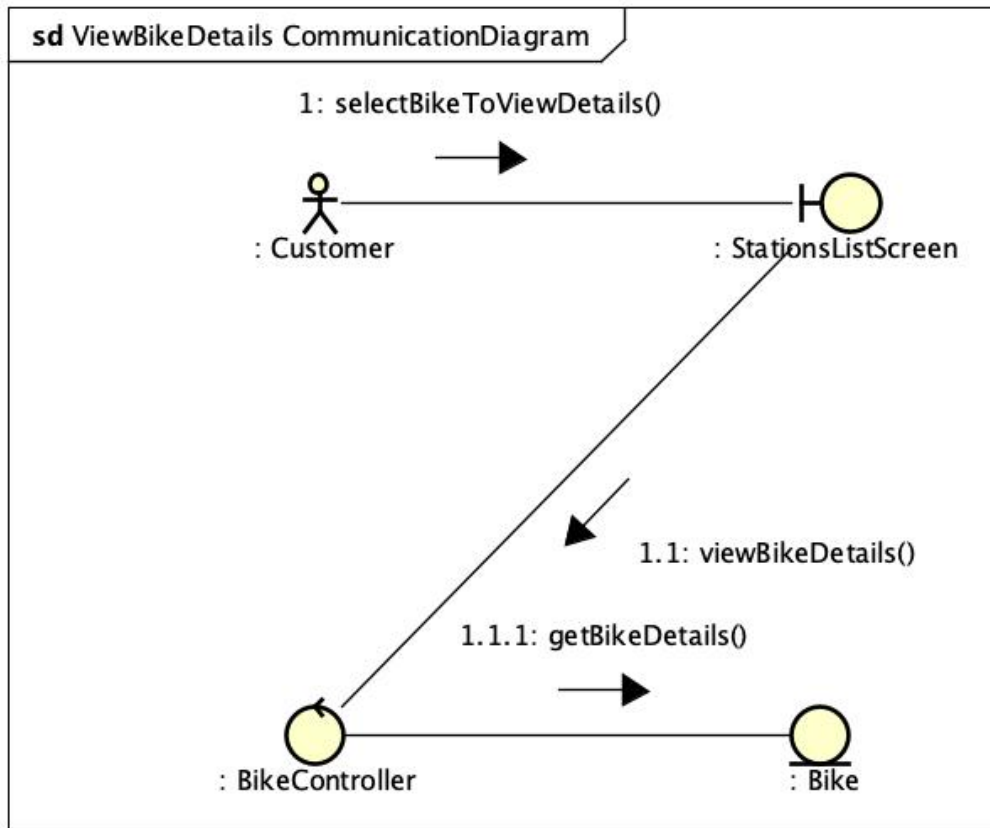 sd ViewBikeDetails CommunicationDiagram
1: selectBikeToViewDetails()
: Customer
: StationsListScreen
1.1: viewBikeDetails()
1.1.1: getBikeDetails()
: BikeController
: Bike